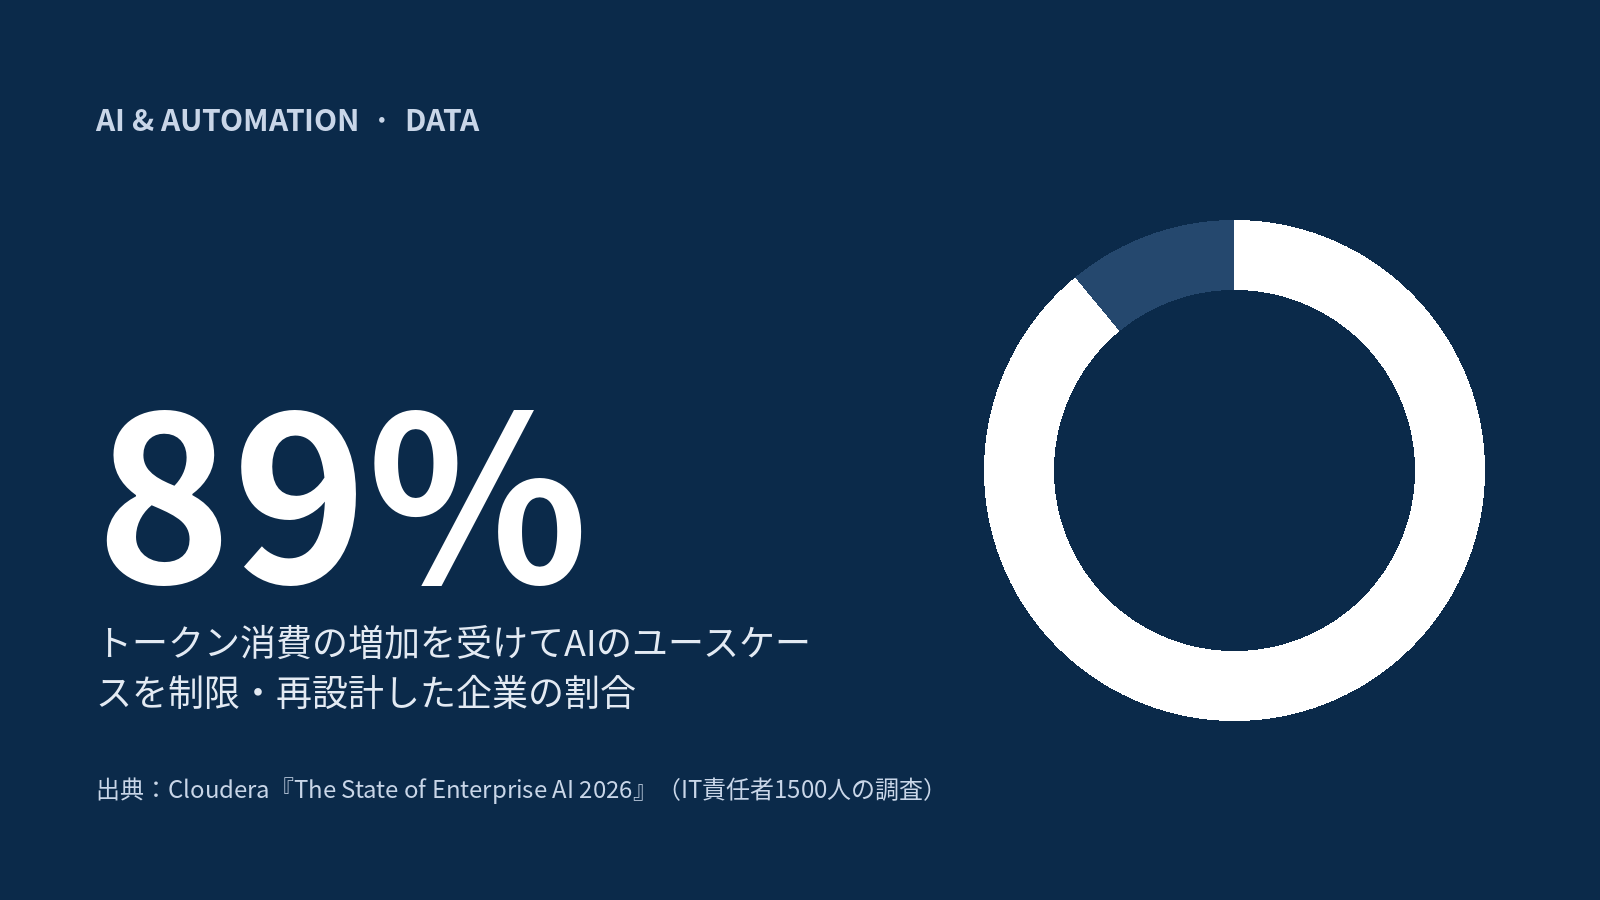 AI & AUTOMATION · DATA
89%
トークン消費の増加を受けてAIのユースケー
スを制限・再設計した企業の割合
出典：Cloudera『The State of Enterprise AI 2026』（IT責任者1500人の調査）